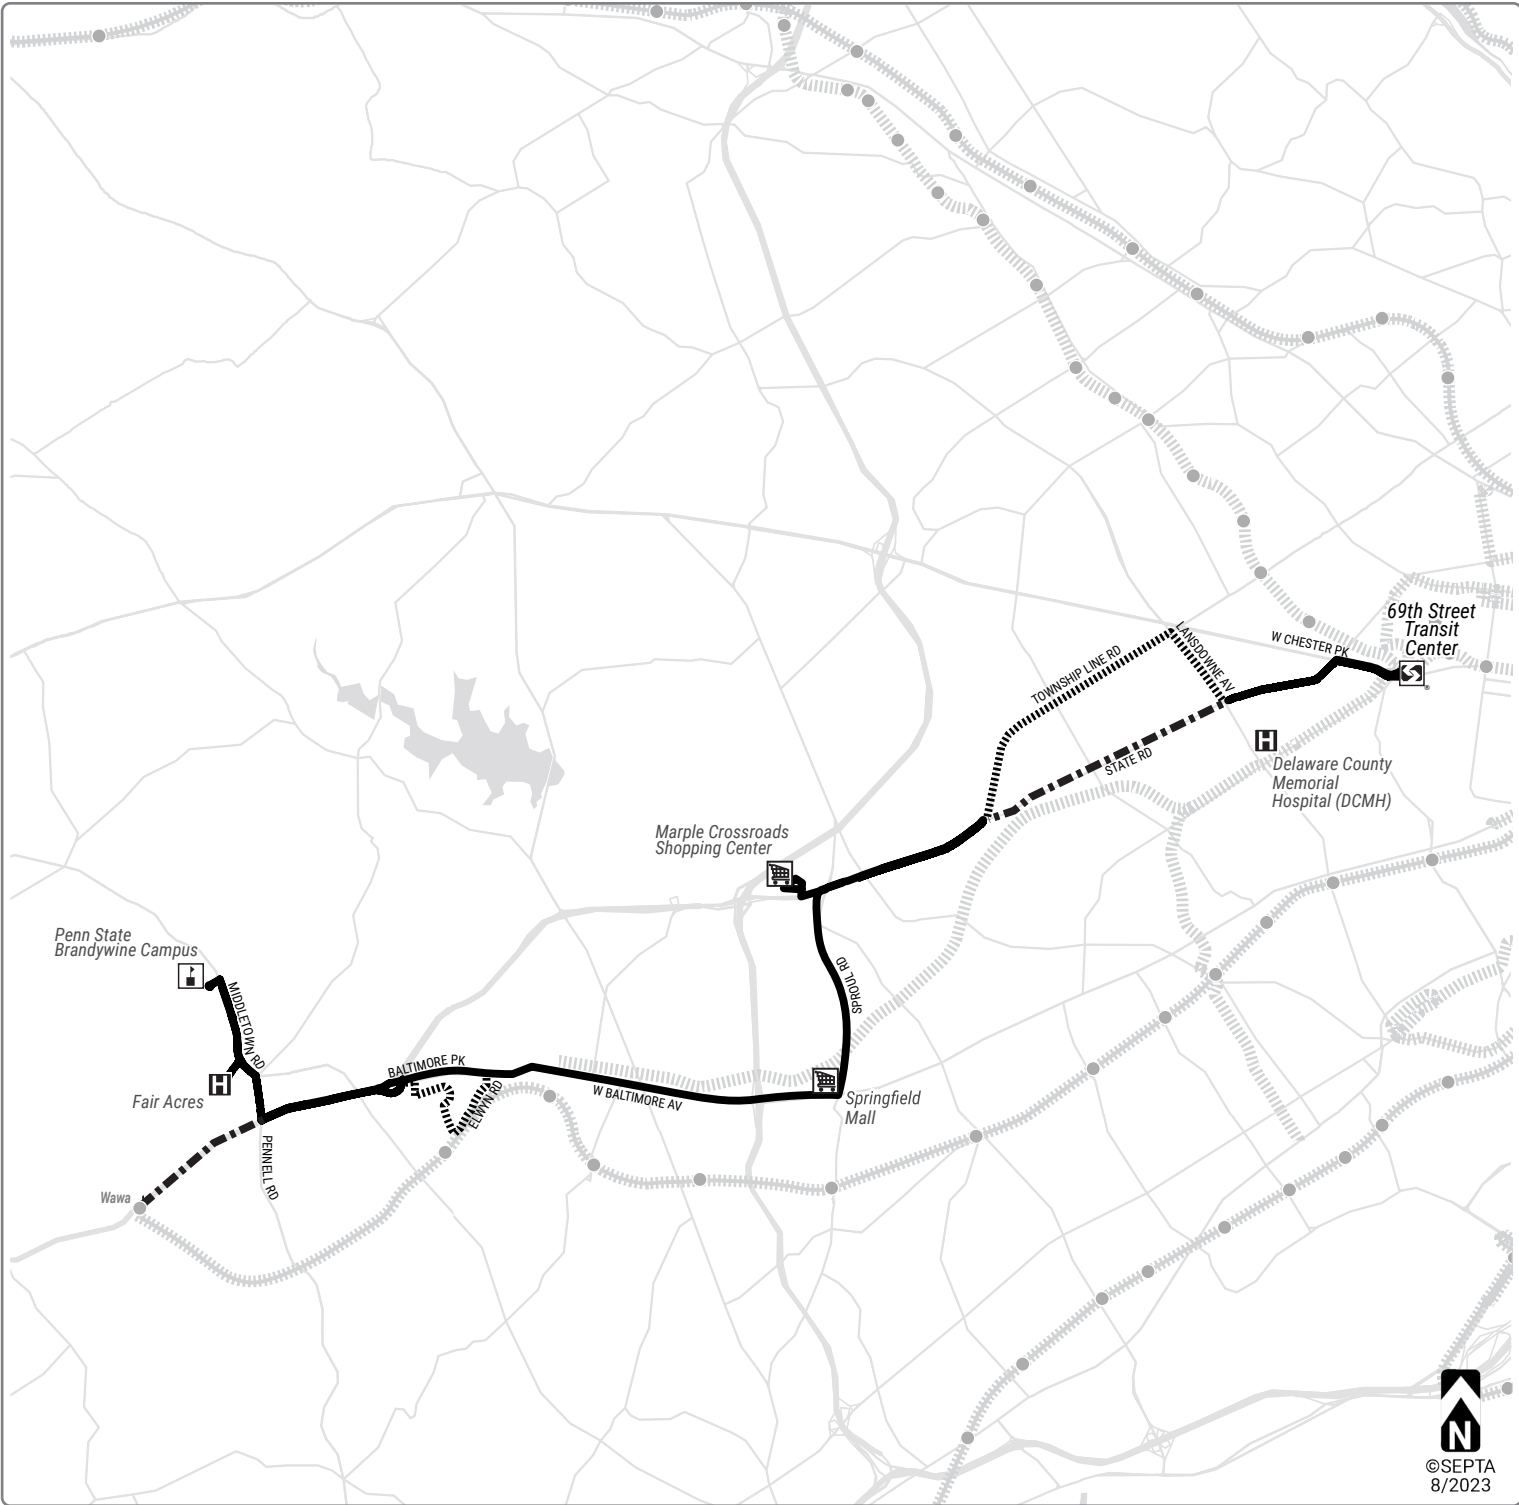 69th Street
Transit
Center
W CHESTER PK
LANSDOWNE AV
TOWNSHIP LINE RD
STATE RD
Delaware County
Memorial
Hospital (DCMH)
H
Marple Crossroads
Shopping Center
Penn State
Brandywine Campus
MIDDLETOWN RD
SPROUL RD
H
Fair Acres
BALTIMORE PK
ELWYN RD
W BALTIMORE AV
Springfield
Mall
PENNELL RD
Wawa
N
©SEPTA
8/2023